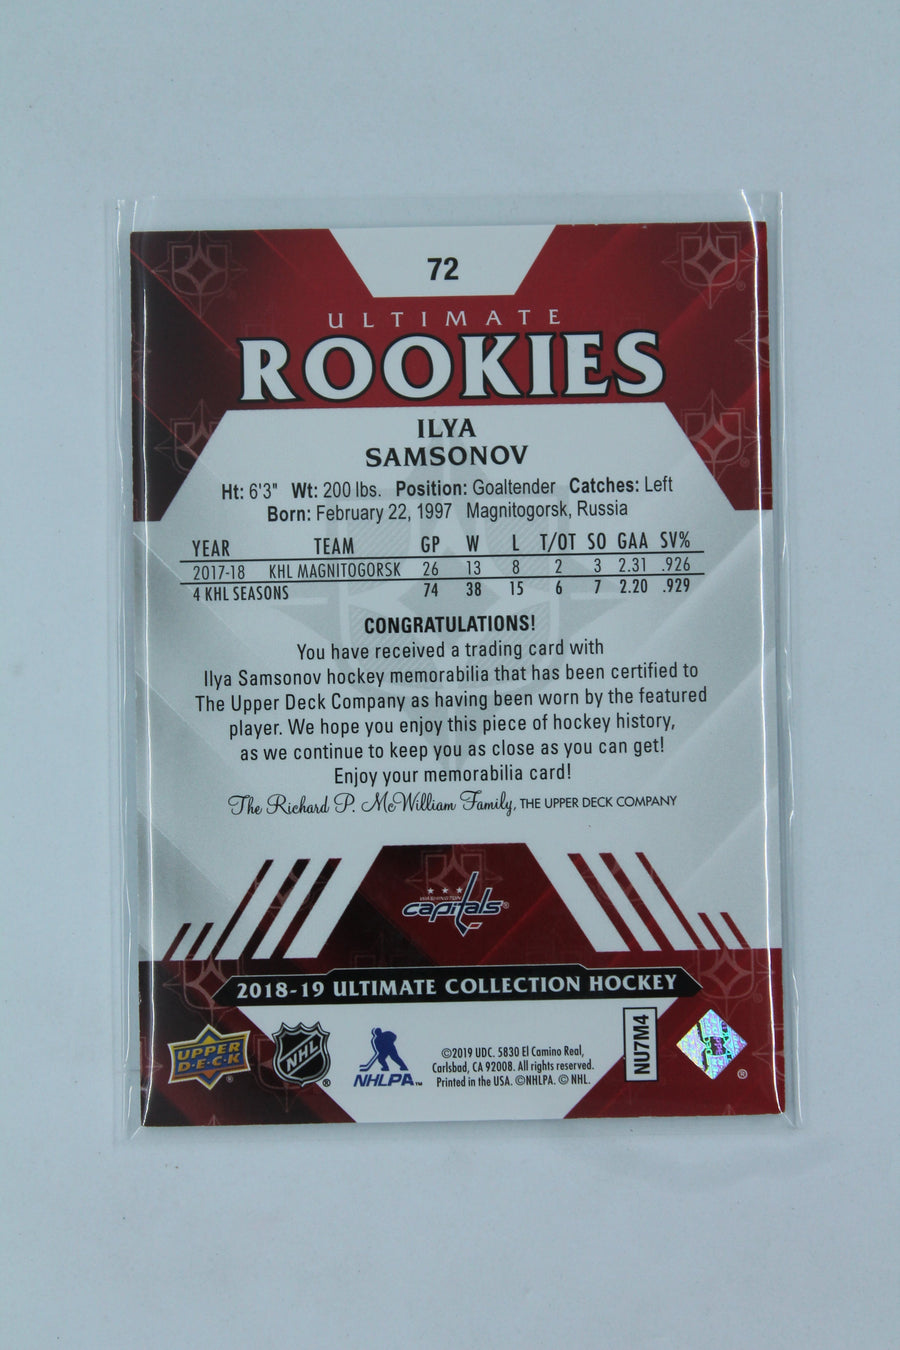 72
ULTIMATE
ROOKIES
ILYA
SAMSONOV
Ht: 6'3" Wt: 200 lbs. Position: Goaltender Catches: Left
Born: February 22, 1997 Magnitogorsk, Russia
YEAR TEAM GP W L T/OT SO GAA SV%
2017-18 KHL MAGNITOGORSK 26 13 8 2 3 2.31 .926
4 KHL SEASONS 74 38 15 6 7 2.20 .929
CONGRATULATIONS!
You have received a trading card with
Ilya Samsonov hockey memorabilia that has been certified to
The Upper Deck Company as having been worn by the featured
player. We hope you enjoy this piece of hockey history,
as we continue to keep you as close as you can get!
Enjoy your memorabilia card!
The Richard P. McWilliam Family, THE UPPER DECK COMPANY
WASHINGTON
capitals®
2018-19 ULTIMATE COLLECTION HOCKEY
UPPER
D·E·C·K®
NHL®
NHLPA™
©2019 UDC. 5830 El Camino Real,
Carlsbad, CA 92008. All rights reserved.
Printed in the USA. ©NHLPA. © NHL.
NU7M4
®